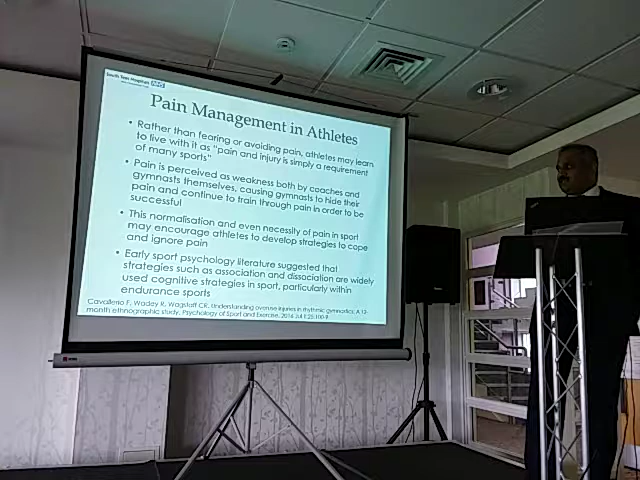 South Tees Hospitals NHS
Pain Management in Athletes
• Rather than fearing or avoiding pain, athletes may learn
to live with it as "pain and injury is simply a requirement
of many sports"
• Pain is perceived as weakness both by coaches and
gymnasts themselves, causing gymnasts to hide their
pain and continue to train through pain in order to be
successful
• This normalisation and even necessity of pain in sport
may encourage athletes to develop strategies to cope
and ignore pain
• Early sport psychology literature suggested that
strategies such as association and dissociation are widely
used cognitive strategies in sport, particularly within
endurance sports
Cavallerio F, Wadey R, Wagstaff CR. Understanding overuse injuries in rhythmic gymnastics: A 12-
month ethnographic study. Psychology of Sport and Exercise. 2016